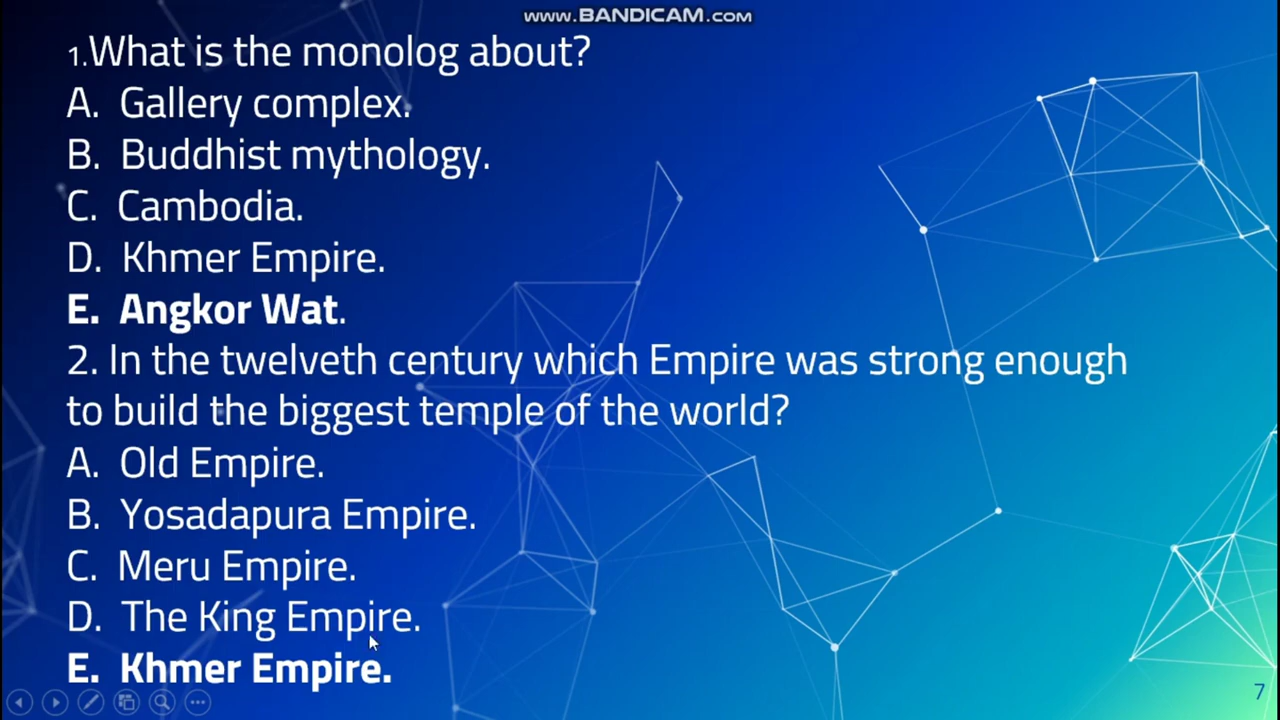 www.BANDICAM.com
1.What is the monolog about?
A. Gallery complex.
B. Buddhist mythology.
C. Cambodia.
D. Khmer Empire.
E. Angkor Wat.
2. In the twelveth century which Empire was strong enough
to build the biggest temple of the world?
A. Old Empire.
B. Yosadapura Empire.
C. Meru Empire.
D. The King Empire.
E. Khmer Empire.
7